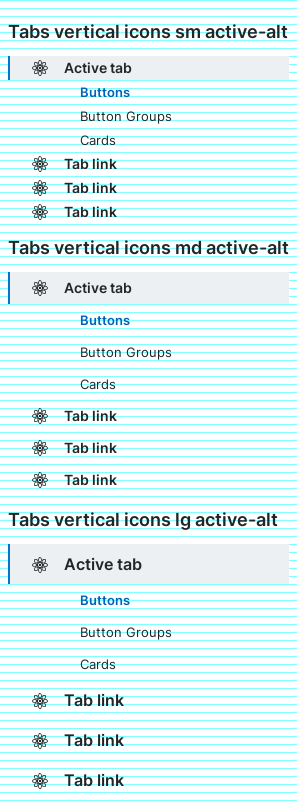 Tabs vertical icons sm active-alt
Active tab
Buttons
Button Groups
Cards
Tab link
Tab link
Tab link
Tabs vertical icons md active-alt
Active tab
Buttons
Button Groups
Cards
Tab link
Tab link
Tab link
Tabs vertical icons lg active-alt
Active tab
Buttons
Button Groups
Cards
Tab link
Tab link
Tab link